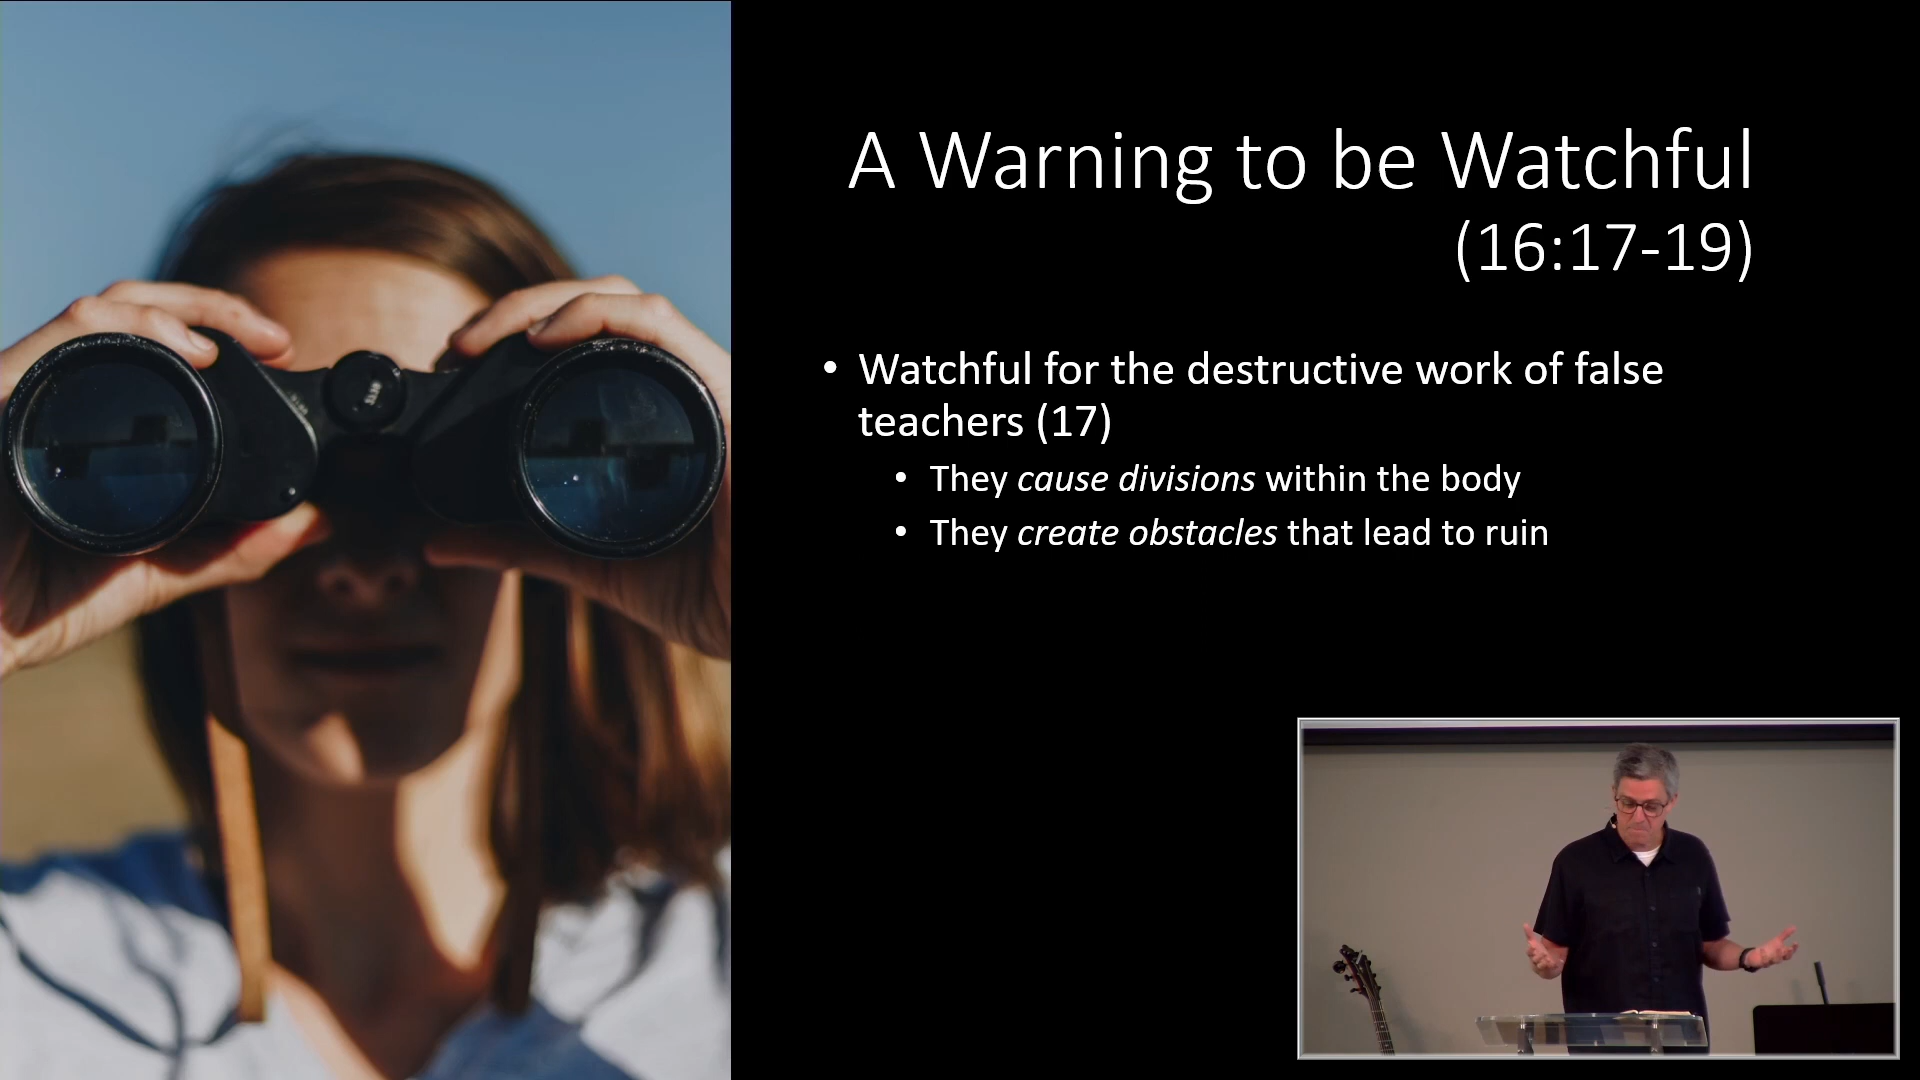 A Warning to be Watchful
(16:17-19)
• Watchful for the destructive work of false
teachers (17)
• They cause divisions within the body
• They create obstacles that lead to ruin